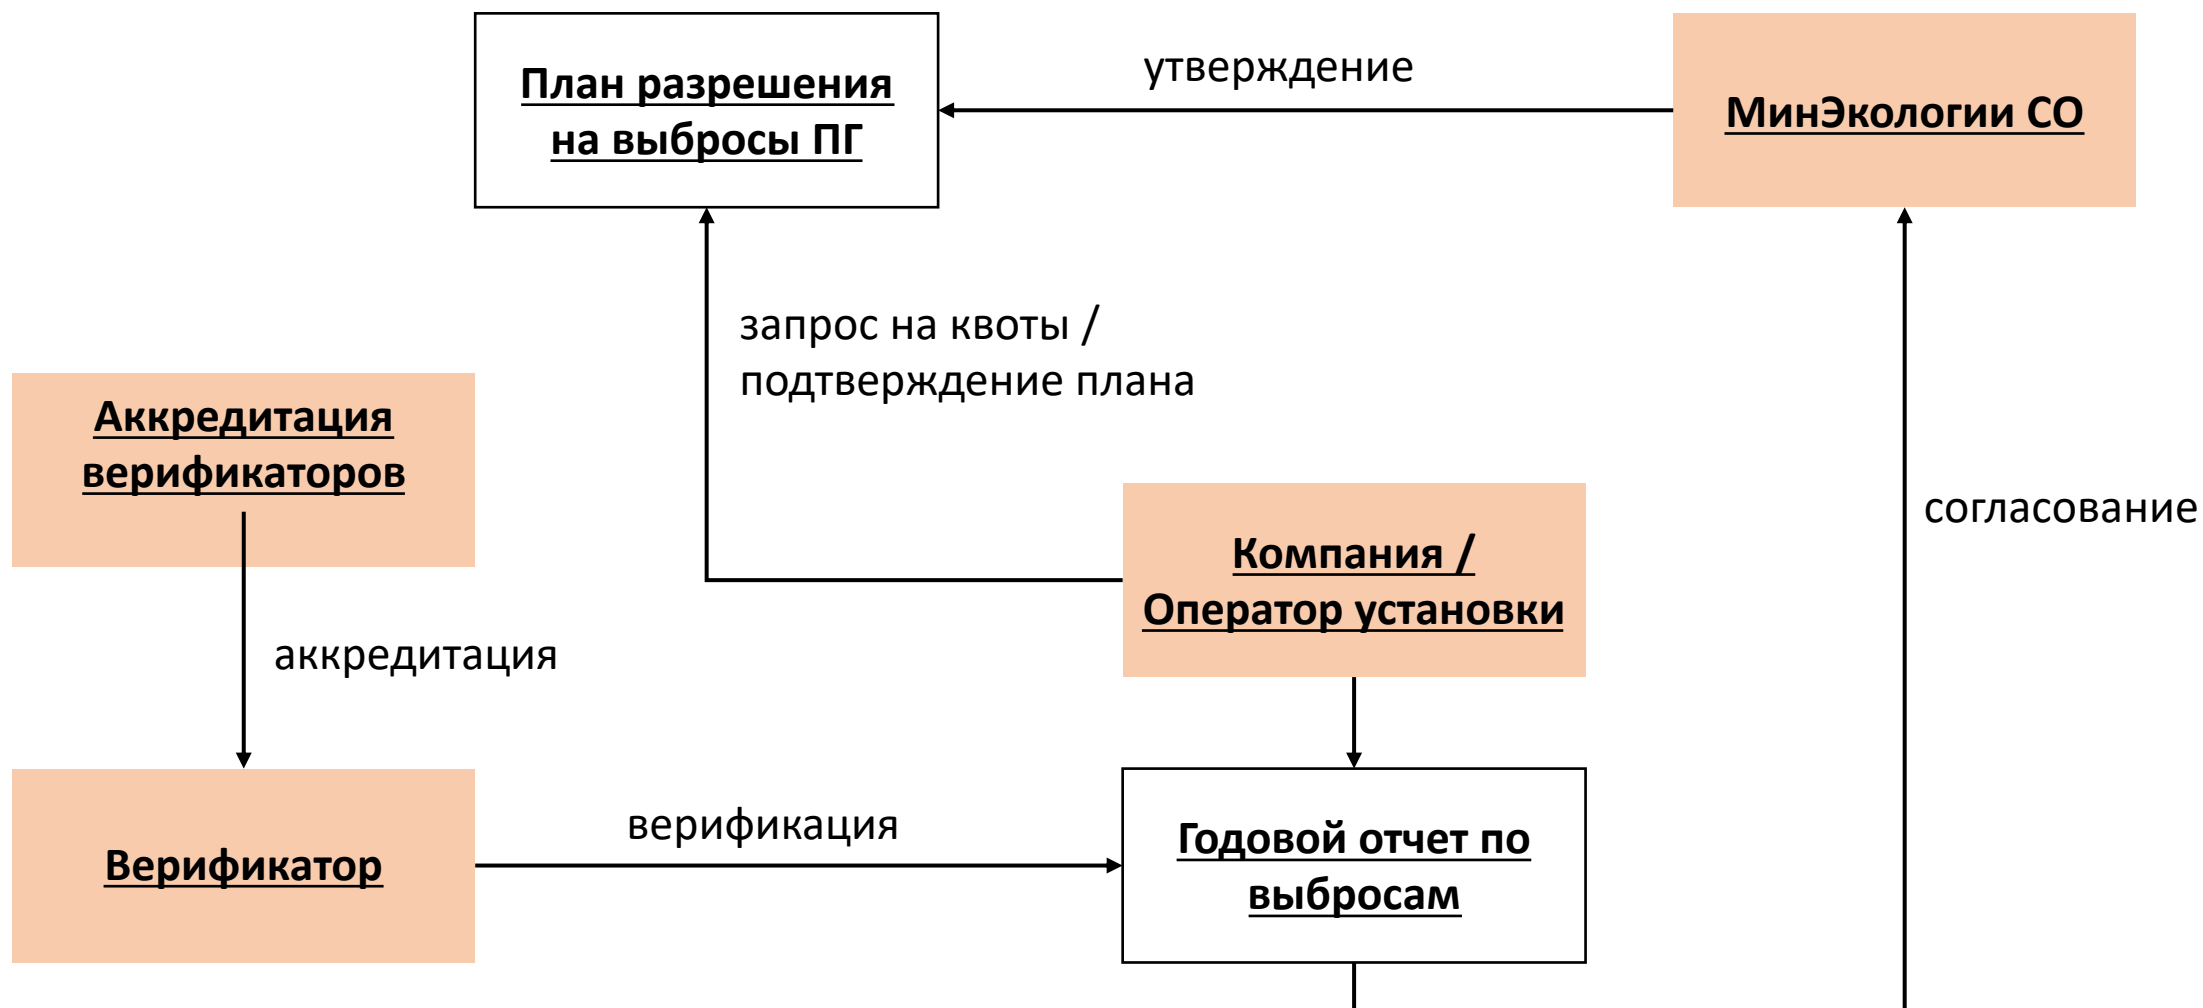 План разрешения
на выбросы ПГ
утверждение
МинЭкологии СО
запрос на квоты /
подтверждение плана
Аккредитация
верификаторов
согласование
Компания /
Оператор установки
аккредитация
верификация
Верификатор
Годовой отчет по
выбросам